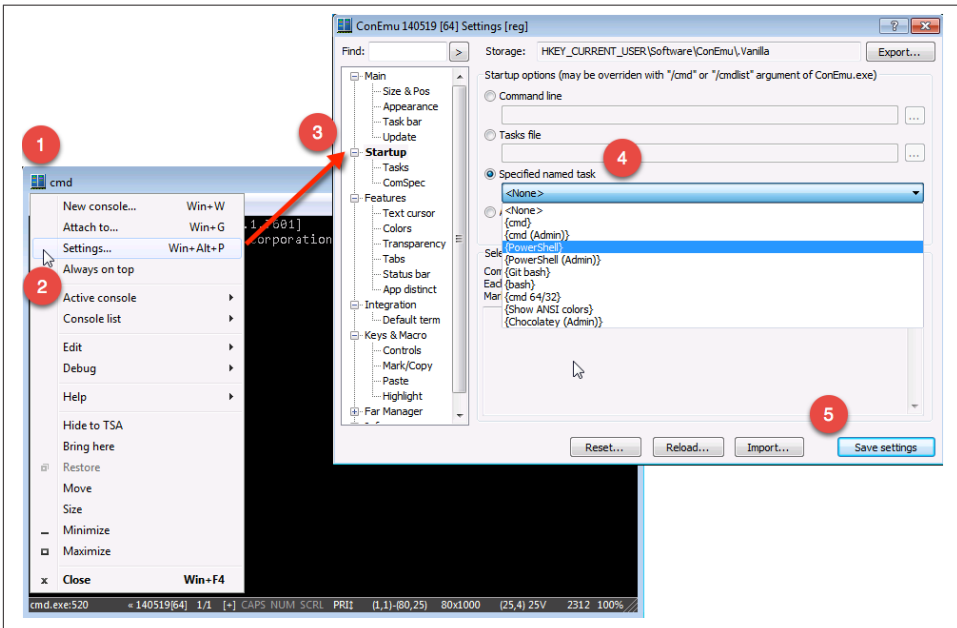 1
cmd
New console... Win+W
Attach to... Win+G
Settings... Win+Alt+P
Always on top
2
Active console
Console list
Edit
Debug
Help
Hide to TSA
Bring here
Restore
Move
Size
Minimize
Maximize
x Close Win+F4
.1.7601]
orporation
cmd.exe:520 « 140519[64] 1/1 [+] CAPS NUM SCRL PRI↕ (1,1)-(80,25) 80x1000 (25,4) 25V 2312 100%
3
ConEmu 140519 [64] Settings [reg]
Find: >
Storage: HKEY_CURRENT_USER\Software\ConEmu\.Vanilla Export...
Main
Size & Pos
Appearance
Task bar
Update
Startup
Tasks
ComSpec
Features
Text cursor
Colors
Transparency
Tabs
Status bar
App distinct
Integration
Default term
Keys & Macro
Controls
Mark/Copy
Paste
Highlight
Far Manager
Startup options (may be overriden with "/cmd" or "/cmdlist" argument of ConEmu.exe)
Command line
...
Tasks file
...
4
Specified named task
<None>
<None>
{cmd}
{cmd (Admin)}
{PowerShell}
{PowerShell (Admin)}
{Git bash}
{bash}
{cmd 64/32}
{Show ANSI colors}
{Chocolatey (Admin)}
A
Sele
Com
Eac
Mar
5
Reset... Reload... Import... Save settings